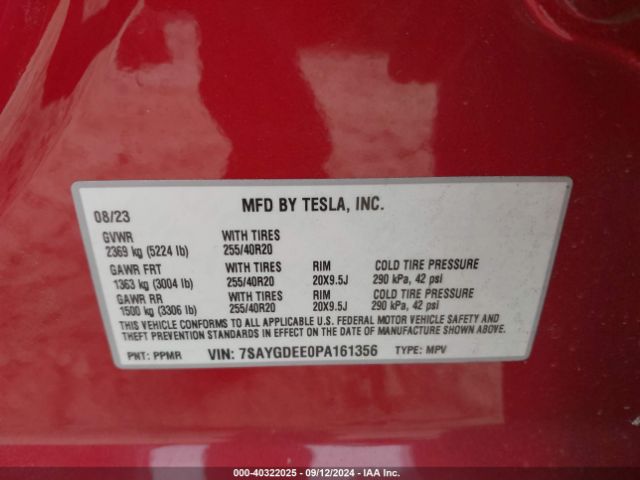 MFD BY TESLA, INC.
08/23
GVWR WITH TIRES
2369 kg (5224 lb) 255/40R20
GAWR FRT WITH TIRES RIM COLD TIRE PRESSURE
1363 kg (3004 lb) 255/40R20 20X9.5J 290 kPa, 42 psi
GAWR RR WITH TIRES RIM COLD TIRE PRESSURE
1500 kg (3306 lb) 255/40R20 20X9.5J 290 kPa, 42 psi
THIS VEHICLE CONFORMS TO ALL APPLICABLE U.S. FEDERAL MOTOR VEHICLE SAFETY AND
THEFT PREVENTION STANDARDS IN EFFECT ON THE DATE OF MANUFACTURE SHOWN ABOVE.
PNT: PPMR VIN: 7SAYGDEE0PA161356 TYPE: MPV
000-40322025 - 09/12/2024 - IAA Inc.